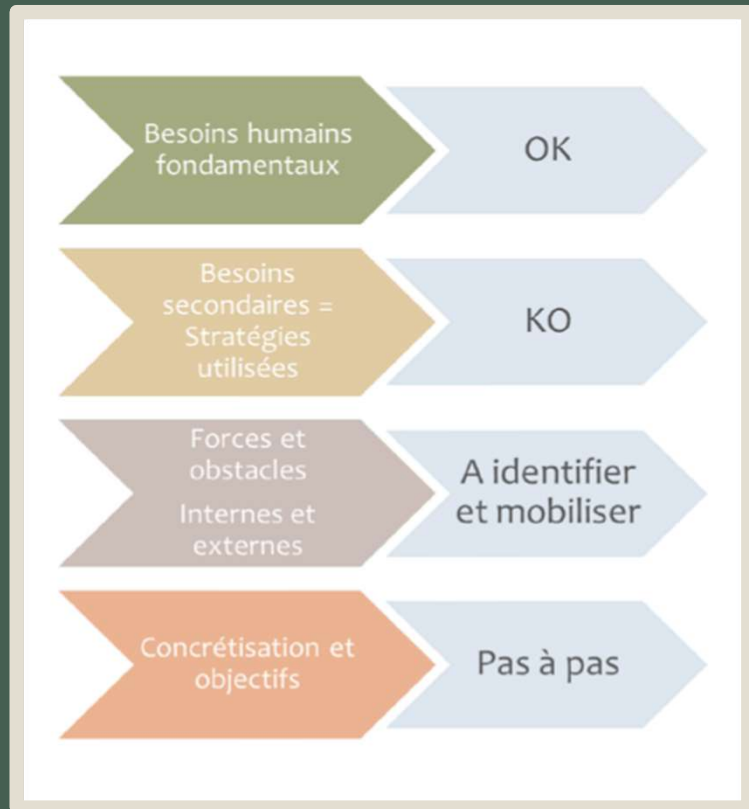 Besoins humains
fondamentaux
OK
Besoins
secondaires =
Stratégies
utilisées
KO
Forces et
obstacles
Internes et
externes
A identifier
et mobiliser
Concrétisation et
objectifs
Pas à pas